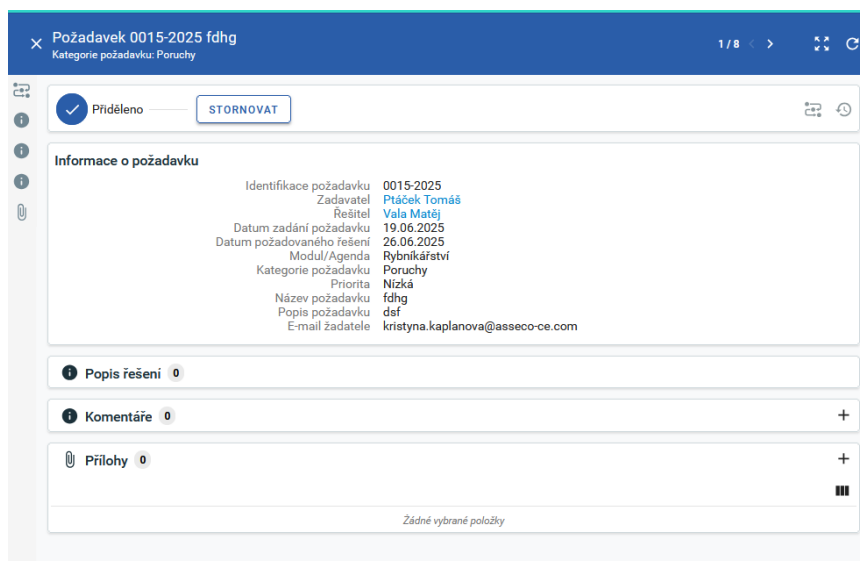 Požadavek 0015-2025 fdhg
Kategorie požadavku: Poruchy
1 / 8
Přiděleno
STORNOVAT
Informace o požadavku
Identifikace požadavku 0015-2025
Zadavatel Ptáček Tomáš
Řešitel Vala Matěj
Datum zadání požadavku 19.06.2025
Datum požadovaného řešení 26.06.2025
Modul/Agenda Rybníkářství
Kategorie požadavku Poruchy
Priorita Nízká
Název požadavku fdhg
Popis požadavku dsf
E-mail žadatele kristyna.kaplanova@asseco-ce.com
Popis řešení 0
Komentáře 0
Přílohy 0
Žádné vybrané položky